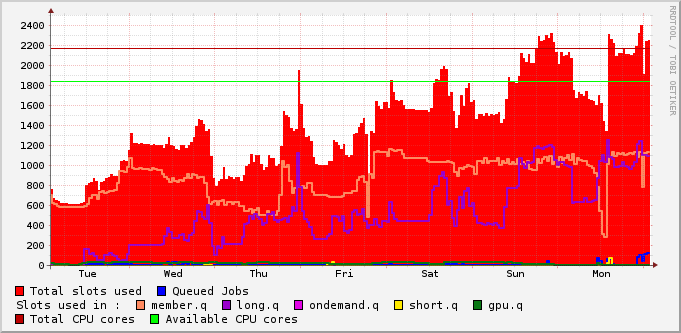 2400
2200
2000
1800
1600
1400
1200
1000
800
600
400
200
0
Tue Wed Thu Fri Sat Sun Mon
RRDTOOL / TOBI OETIKER
Total slots used Queued Jobs
Slots used in : member.q long.q ondemand.q short.q gpu.q
Total CPU cores Available CPU cores